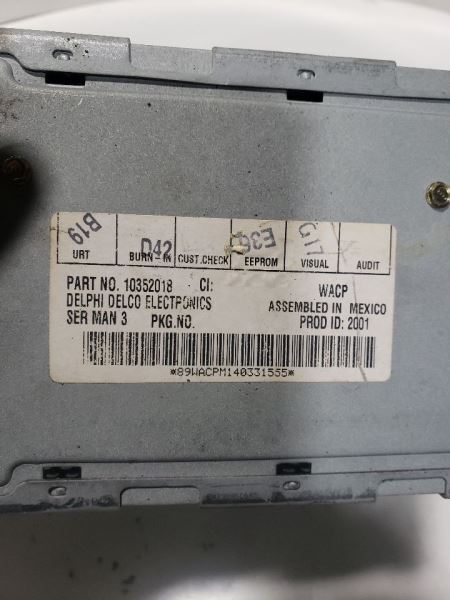 B19 D42 E36 G17
URT BURN-IN CUST.CHECK EEPROM VISUAL AUDIT
PART NO. 10352018 CI: WACP
DELPHI DELCO ELECTRONICS ASSEMBLED IN MEXICO
SER MAN 3 PKG.NO. PROD ID: 2001
*89WACPM140331555*